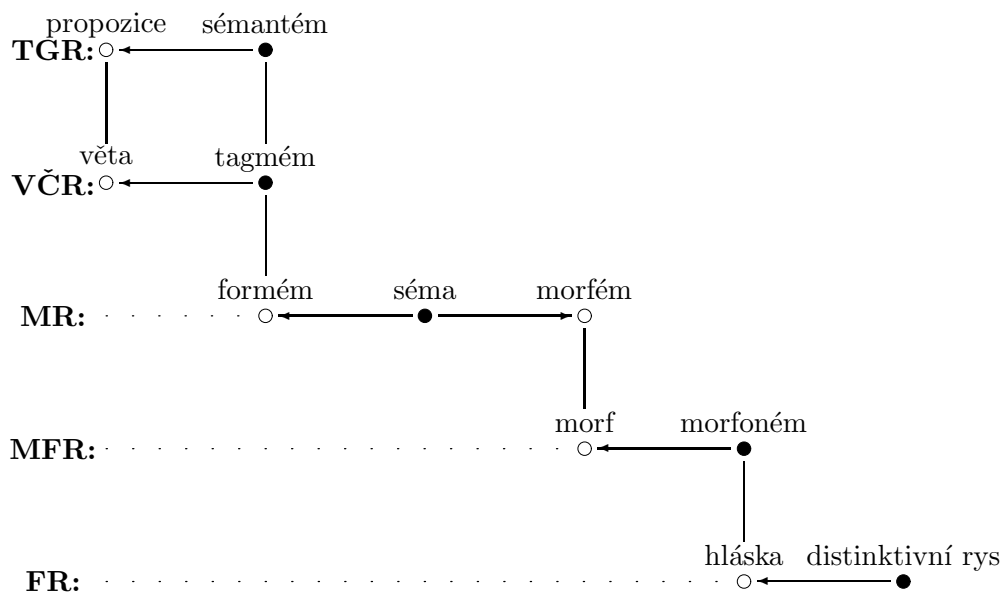 propozice sémantém
TGR:
věta tagmém
VČR:
formém séma morfém
MR:
morf morfoném
MFR:
hláska distinktivní rys
FR: